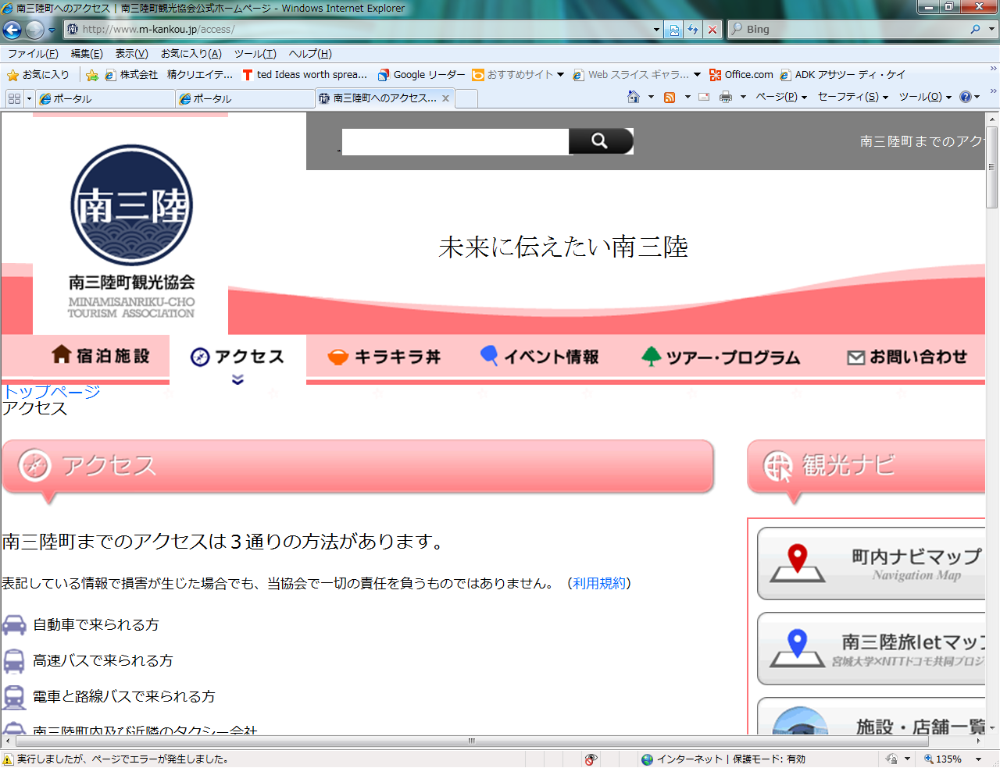 南三陸町へのアクセス | 南三陸町観光協会公式ホームページ - Windows Internet Explorer
http://www.m-kankou.jp/access/
Bing
ファイル(F) 編集(E) 表示(V) お気に入り(A) ツール(T) ヘルプ(H)
お気に入り 株式会社 精クリエイテ... ted Ideas worth sprea... Google リーダー おすすめサイト Web スライス ギャラ... Office.com ADK アサツー ディ・ケイ
ポータル ポータル 南三陸町へのアクセス... ページ(P) セーフティ(S) ツール(O)
南三陸町までのアク
南三陸
未来に伝えたい南三陸
南三陸町観光協会
MINAMISANRIKU-CHO
TOURISM ASSOCIATION
宿泊施設 アクセス キラキラ丼 イベント情報 ツアー・プログラム お問い合わせ
トップページ
アクセス
アクセス 観光ナビ
南三陸町までのアクセスは３通りの方法があります。
表記している情報で損害が生じた場合でも、当協会で一切の責任を負うものではありません。（利用規約）
自動車で来られる方
高速バスで来られる方
電車と路線バスで来られる方
南三陸町内及び近隣のタクシー会社
町内ナビマップ
Navigation Map
南三陸旅letマップ
宮城大学×NTTドコモ共同プロジ
施設・店舗一覧
実行しましたが、ページでエラーが発生しました。 インターネット | 保護モード: 有効 135%